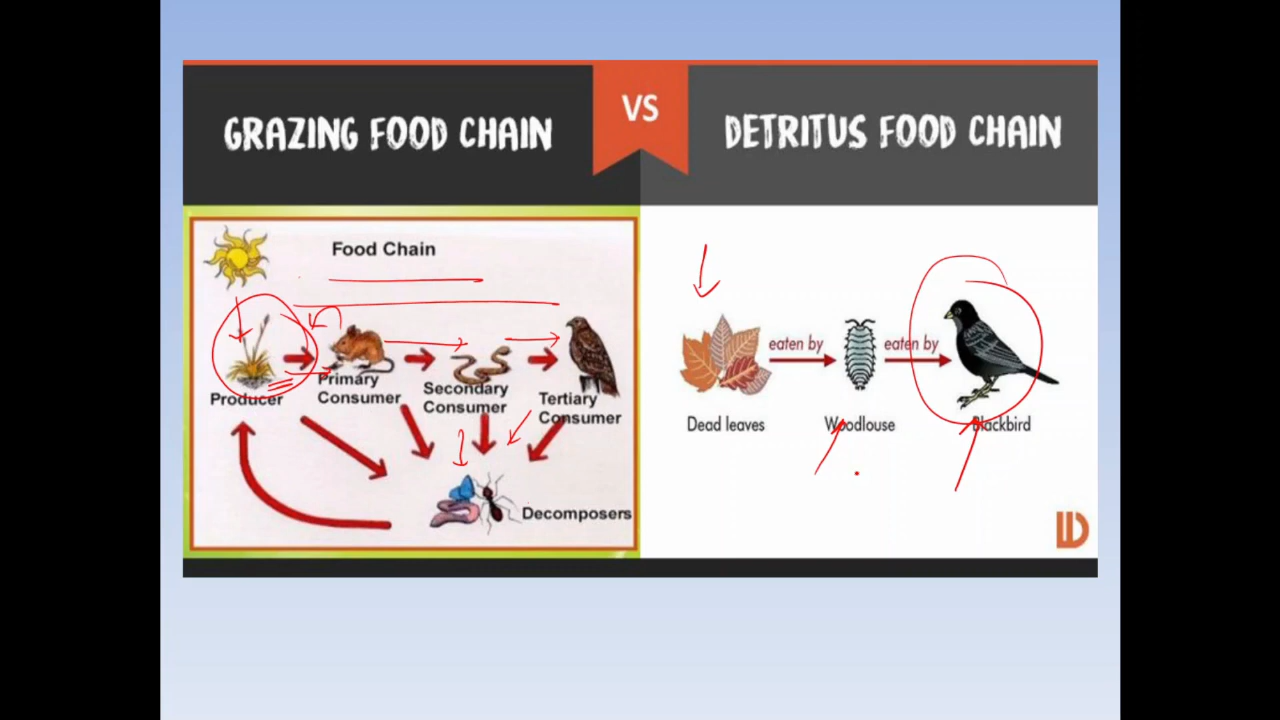 GRAZING FOOD CHAIN
VS
DETRITUS FOOD CHAIN
Food Chain
Producer
Primary
Consumer
Secondary
Consumer
Tertiary
Consumer
Decomposers
eaten by
eaten by
Dead leaves
Woodlouse
Blackbird